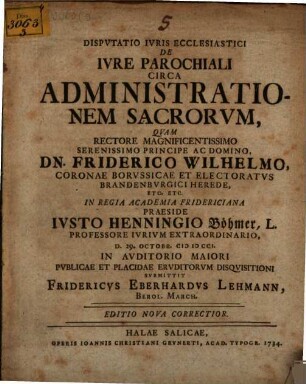 5
Diss.
3063
5
DISPVTATIO IVRIS ECCLESIASTICI
DE
IVRE PAROCHIALI
CIRCA
ADMINISTRATIO-
NEM SACRORVM,
QVAM
RECTORE MAGNIFICENTISSIMO
SERENISSIMO PRINCIPE AC DOMINO,
DN. FRIDERICO WILHELMO,
CORONAE BORVSSICAE ET ELECTORATVS
BRANDENBVRGICI HEREDE,
ETC. ETC.
IN REGIA ACADEMIA FRIDERICIANA
PRAESIDE
IVSTO HENNINGIO Böhmer, L.
PROFESSORE IVRIVM EXTRAORDINARIO,
D. 29. OCTOBR. CIↃ IↃ CCI.
IN AVDITORIO MAIORI
PVBLICAE ET PLACIDAE ERVDITORVM DISQVISITIONI
SVBMITTIT
FRIDERICVS EBERHARDVS LEHMANN,
BEROL. MARCH.
EDITIO NOVA CORRECTIOR.
HALAE SALICAE,
OPERIS IOANNIS CHRISTIANI GRVNERTI, ACAD. TYPOGR. 1734.